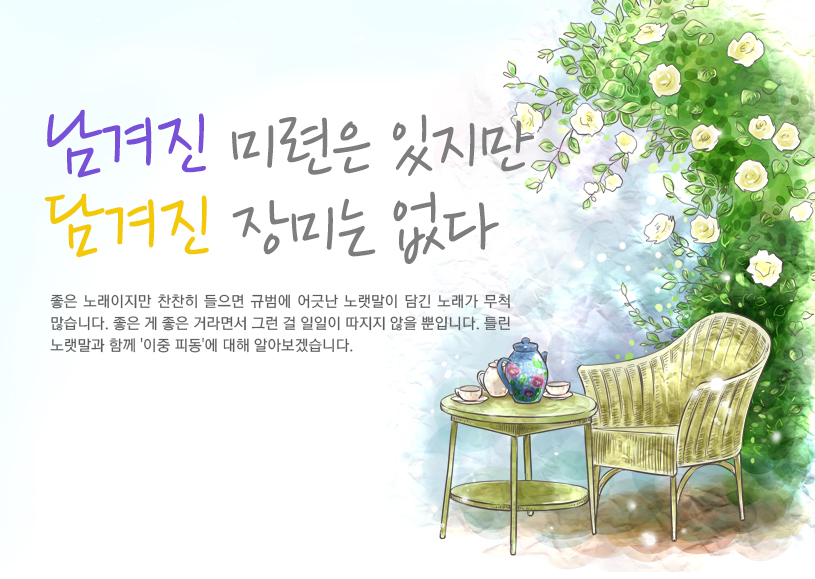 남겨진 미련은 있지만
담겨진 장미는 없다
좋은 노래이지만 찬찬히 들으면 규범에 어긋난 노랫말이 담긴 노래가 무척
많습니다. 좋은 게 좋은 거라면서 그런 걸 일일이 따지지 않을 뿐입니다. 틀린
노랫말과 함께 '이중 피동'에 대해 알아보겠습니다.